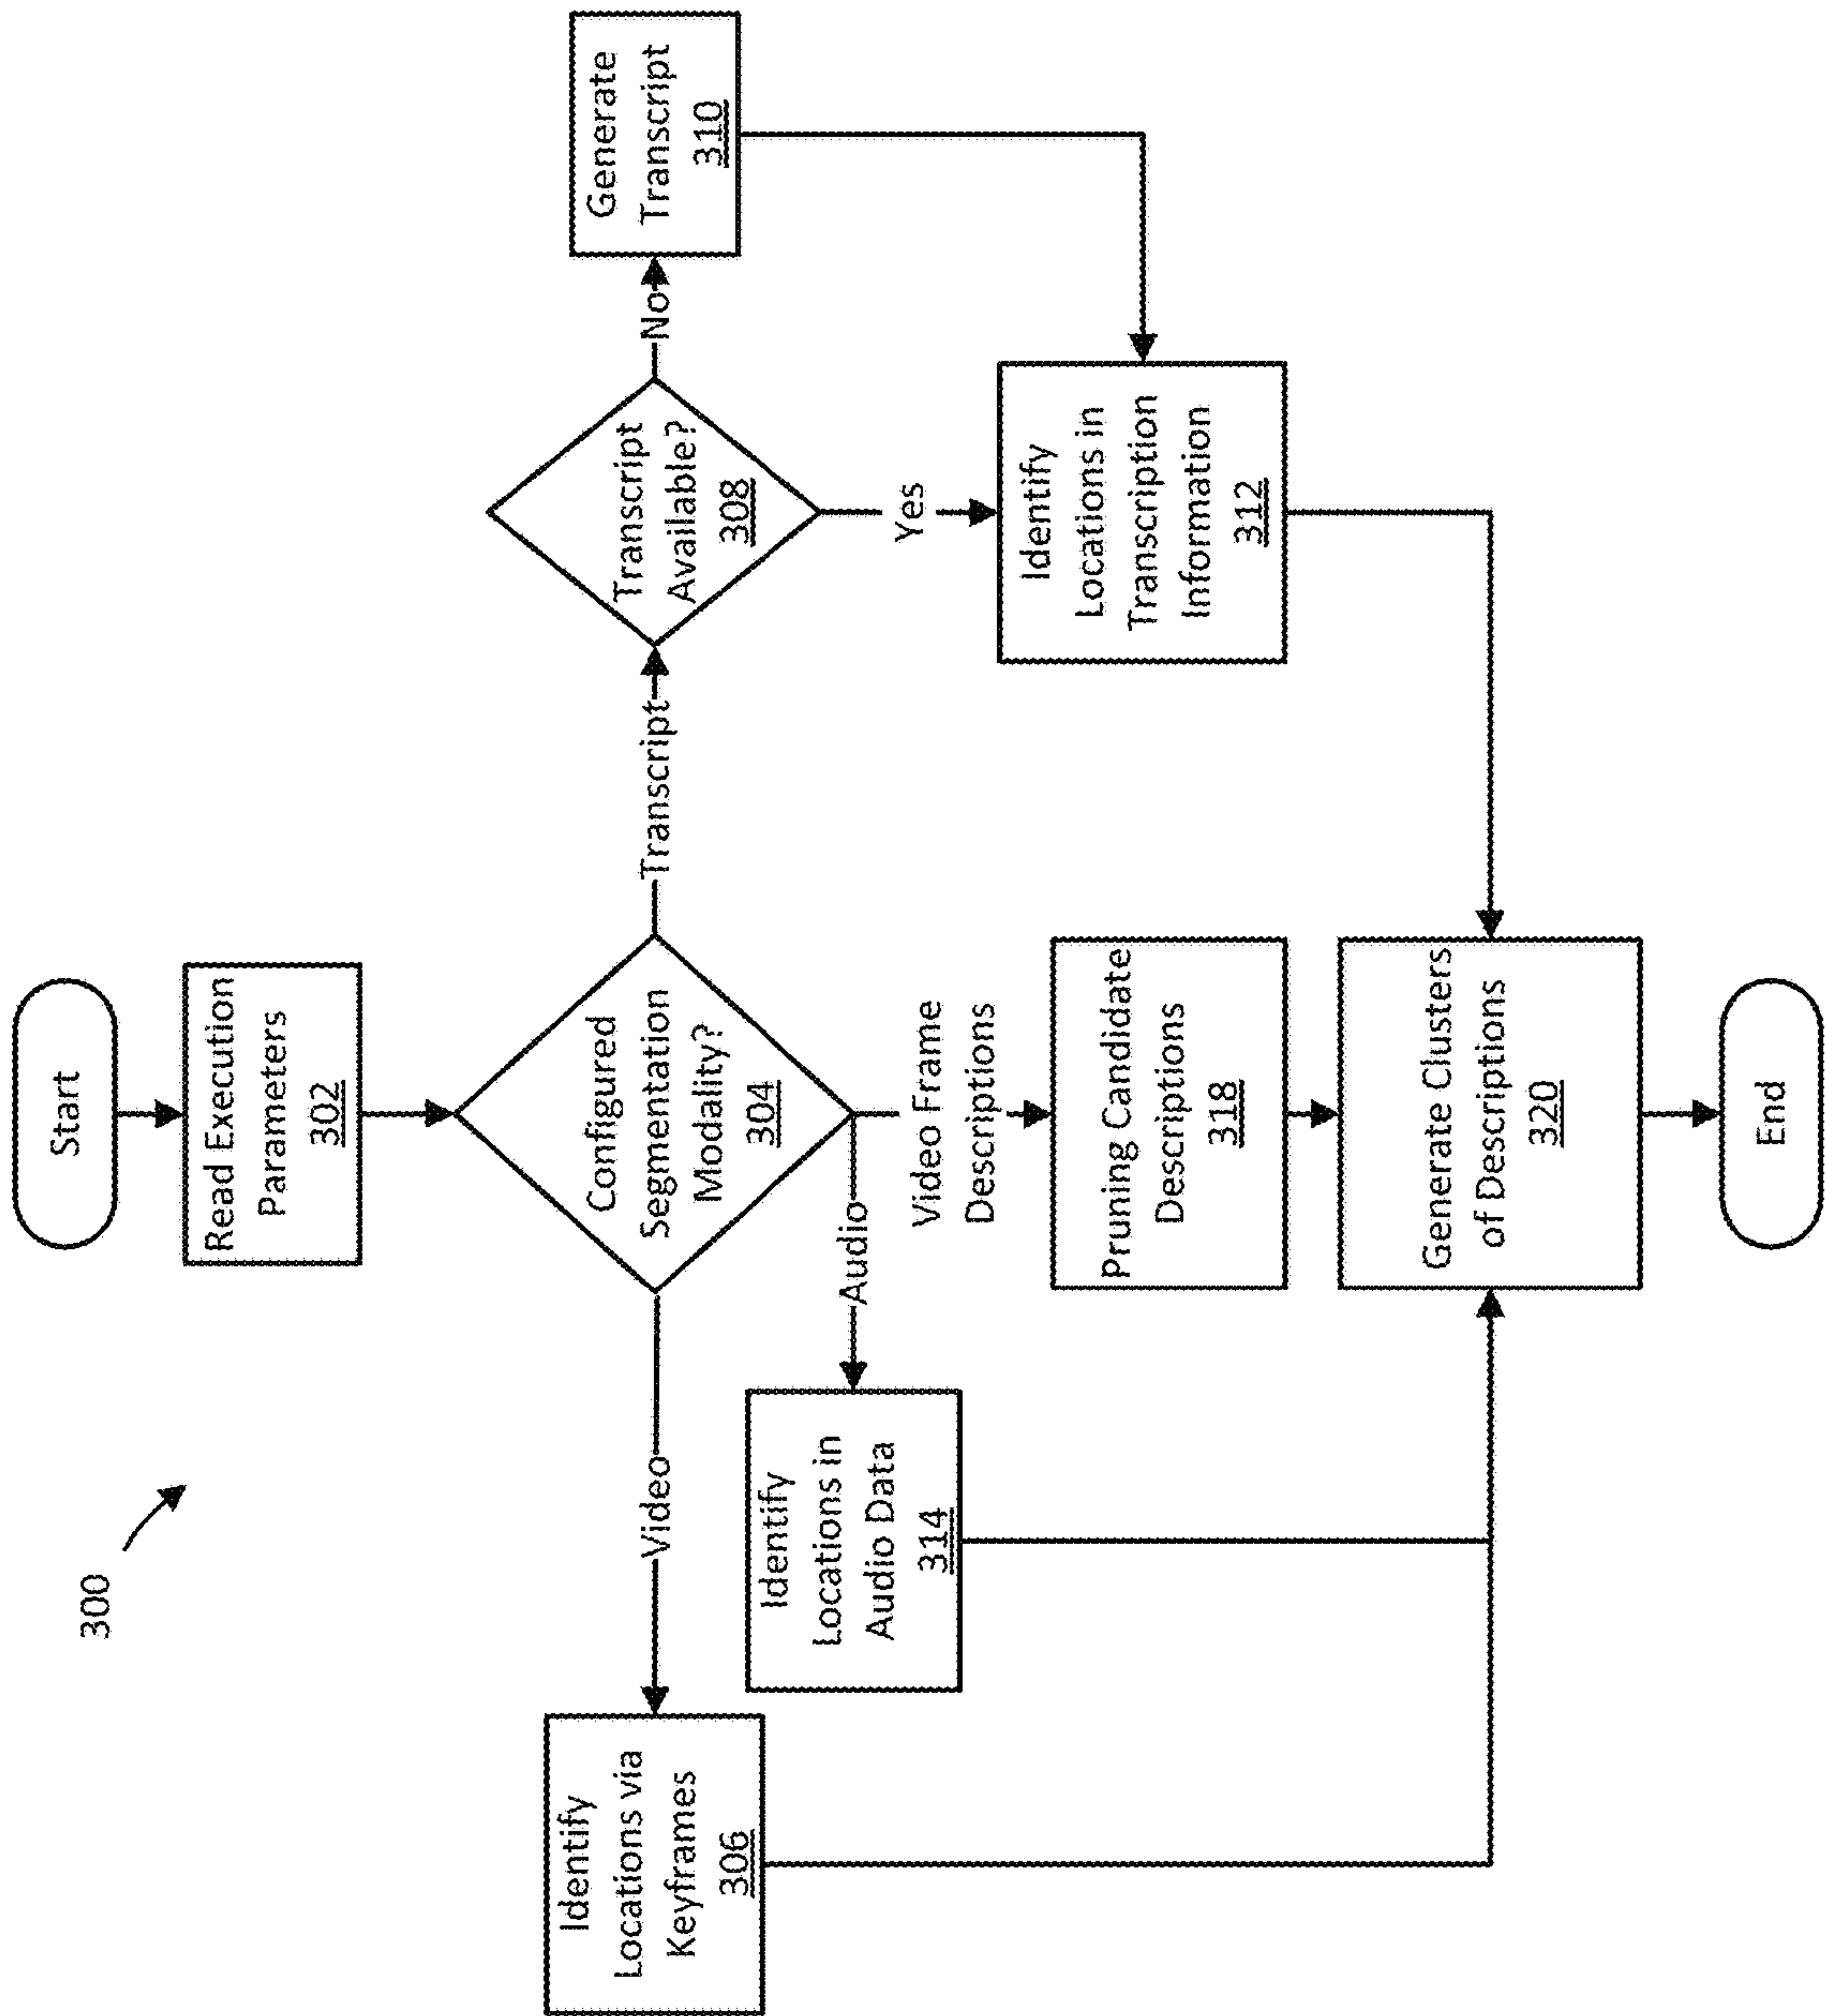 300
Start
Read Execution
Parameters
302
Configured
Segmentation
Modality?
304
Video
Transcript
Audio
Video Frame
Descriptions
Identify
Locations via
Keyframes
306
Transcript
Available?
308
No
Generate
Transcript
310
Yes
Identify
Locations in
Transcription
Information
312
Identify
Locations in
Audio Data
314
Pruning Candidate
Descriptions
318
Generate Clusters
of Descriptions
320
End